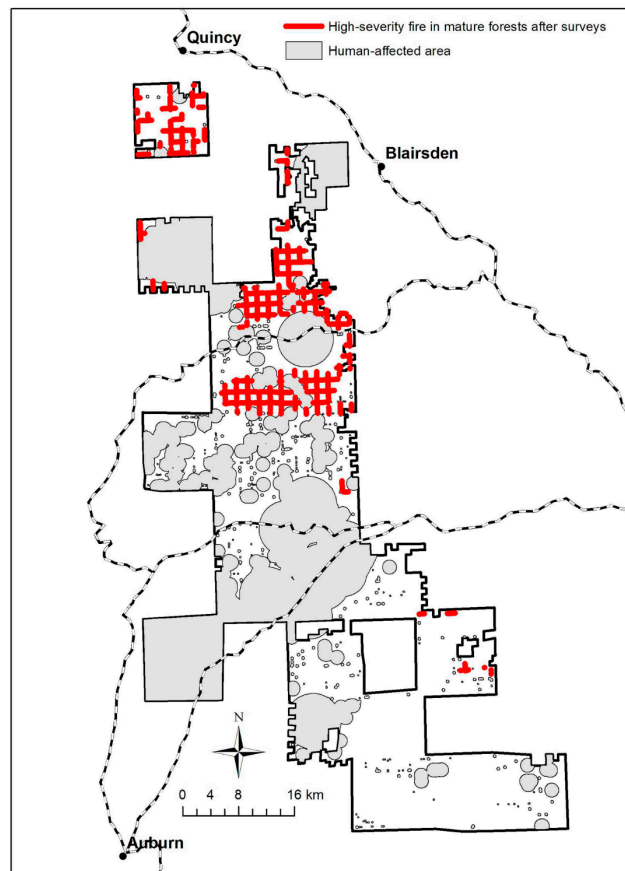 High-severity fire in mature forests after surveys
Human-affected area
Quincy
Blairsden
N
0 4 8 16 km
Auburn